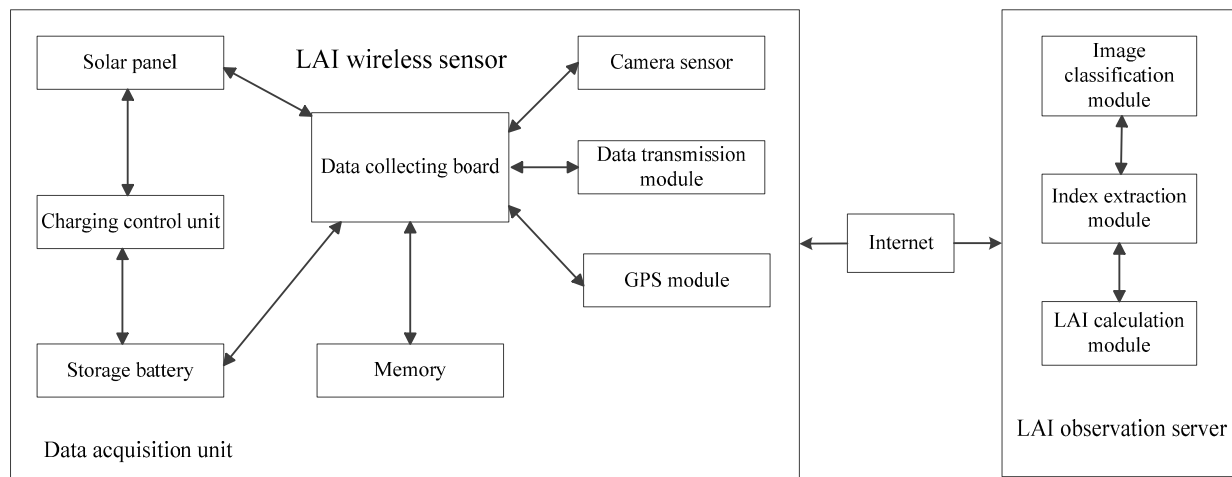 LAI wireless sensor
Solar panel
Charging control unit
Storage battery
Data collecting board
Memory
Camera sensor
Data transmission
module
GPS module
Data acquisition unit
Internet
Image
classification
module
Index extraction
module
LAI calculation
module
LAI observation server